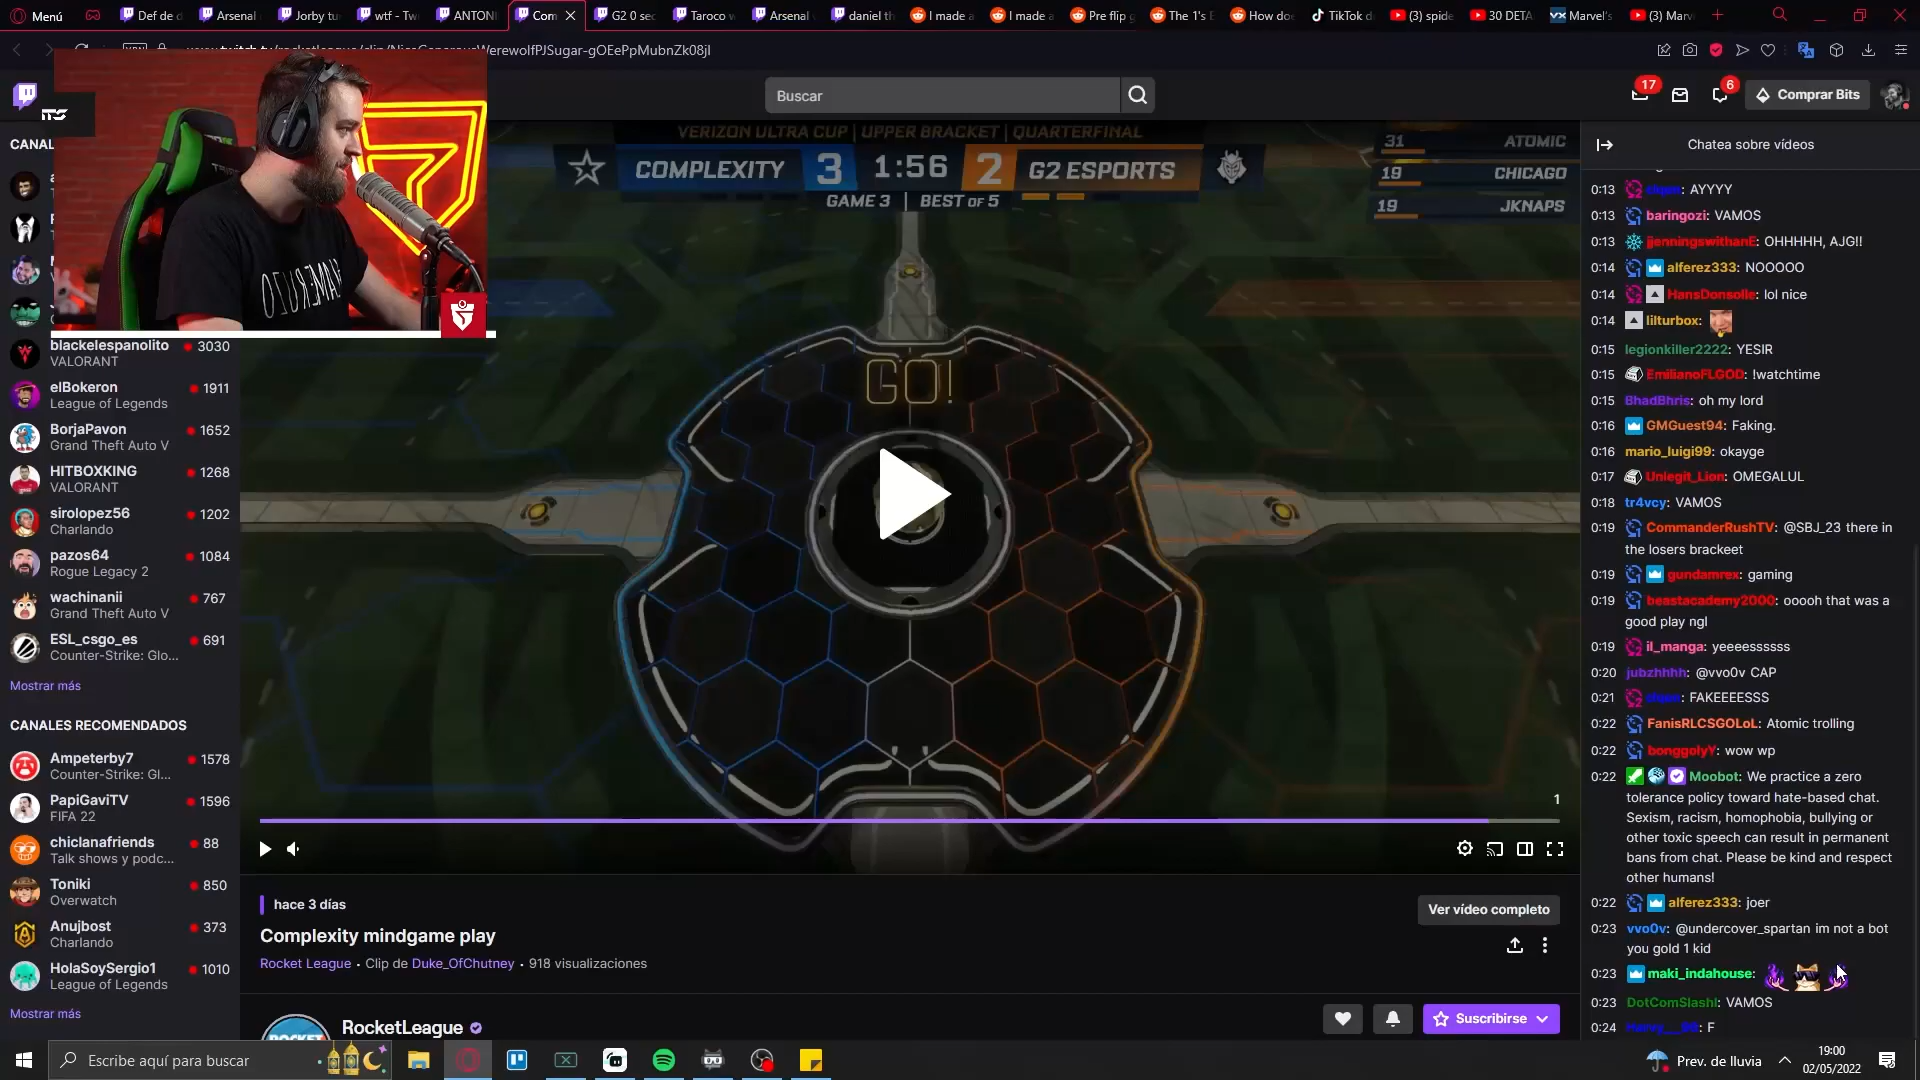 Menú
Def de d
Arsenal
Jorby tu
wtf - Tw
ANTONI
Com
G2 0 sec
Taroco w
Arsenal
daniel th
I made a
I made a
Pre flip g
The 1's E
How doe
TikTok d
(3) spide
30 DETA
Marvel's
(3) Marv
VPN
werewolfPJSugar-gOEePpMubnZk08jI
Buscar
17
6
Comprar Bits
CANAL
blackelespanolito
3030
VALORANT
elBokeron
1911
League of Legends
BorjaPavon
1652
Grand Theft Auto V
HITBOXKING
1268
VALORANT
sirolopez56
1202
Charlando
pazos64
1084
Rogue Legacy 2
wachinanii
767
Grand Theft Auto V
ESL_csgo_es
691
Counter-Strike: Glo...
Mostrar más
CANALES RECOMENDADOS
Ampeterby7
1578
Counter-Strike: Gl...
PapiGaviTV
1596
FIFA 22
chiclanafriends
88
Talk shows y podc...
Toniki
850
Overwatch
Anujbost
373
Charlando
HolaSoySergio1
1010
League of Legends
Mostrar más
VERIZON ULTRA CUP | UPPER BRACKET | QUARTERFINAL
COMPLEXITY 3 1:56 2 G2 ESPORTS
GAME 3 | BEST OF 5
31 ATOMIC
19 CHICAGO
19 JKNAPS
GO!
1
hace 3 días
Ver vídeo completo
Complexity mindgame play
Rocket League • Clip de Duke_OfChutney • 918 visualizaciones
RocketLeague
Suscribirse
Chatea sobre vídeos
0:13 AYYYY
0:13 baringozi: VAMOS
0:13 jjenningswithanE: OHHHHH, AJG!!
0:14 alferez333: NOOOOO
0:14 HansDonsolle: lol nice
0:14 lilturbox:
0:15 legionkiller2222: YESIR
0:15 EmilianoFLGOD: !watchtime
0:15 BhadBhris: oh my lord
0:16 GMGuest94: Faking.
0:16 mario_luigi99: okayge
0:17 Unlegit_Lion: OMEGALUL
0:18 tr4vcy: VAMOS
0:19 CommanderRushTV: @SBJ_23 there in
the losers brackeet
0:19 gundamrex: gaming
0:19 beastacademy2000: ooooh that was a
good play ngl
0:19 il_manga: yeeeessssss
0:20 jubzhhhh: @vvo0v CAP
0:21 FAKEEEESSS
0:22 FanisRLCSGOLoL: Atomic trolling
0:22 bonggolyY: wow wp
0:22 Moobot: We practice a zero
tolerance policy toward hate-based chat.
Sexism, racism, homophobia, bullying or
other toxic speech can result in permanent
bans from chat. Please be kind and respect
other humans!
0:22 alferez333: joer
0:23 vvo0v: @undercover_spartan im not a bot
you gold 1 kid
0:23 maki_indahouse:
0:23 DotComSlashI: VAMOS
0:24 F
Escribe aquí para buscar
Prev. de lluvia
19:00
02/05/2022